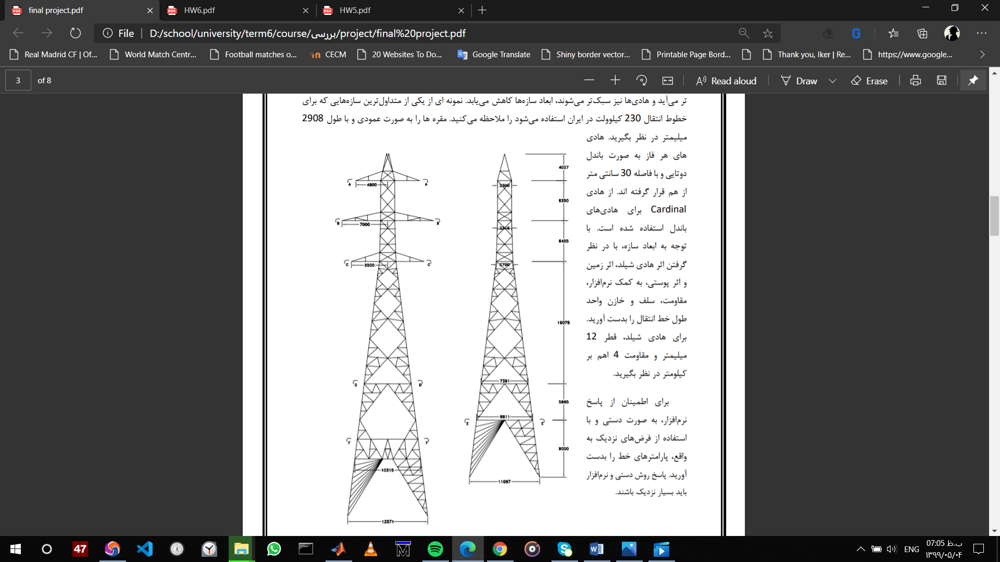 final project.pdf
HW6.pdf
HW5.pdf
File
D:/school/university/term6/course/بررسی/project/final%20project.pdf
Real Madrid CF | Of...
World Match Centr...
Football matches o...
CECM
20 Websites To Do...
Google Translate
Shiny border vector...
Printable Page Bord...
Thank you, Iker | Re...
https://www.google...
3 of 8
Read aloud
Draw
Erase
تر می‌آید و هادی‌ها نیز سبک‌تر می‌شوند، ابعاد سازه‌ها کاهش می‌یابد. نمونه ای از یکی از متداول‌ترین سازه‌هایی که برای
خطوط انتقال 230 کیلوولت در ایران استفاده می‌شود را ملاحظه می‌کنید. مقره ها را به صورت عمودی و با طول 2908
میلیمتر در نظر بگیرید. هادی
های هر فاز به صورت باندل
دوتایی و با فاصله 30 سانتی متر
از هم قرار گرفته اند. از هادی
Cardinal برای هادی‌های
باندل استفاده شده است. با
توجه به ابعاد سازه، با در نظر
گرفتن اثر هادی شیلد، اثر زمین
و اثر پوستی، به کمک نرم‌افزار،
مقاومت، سلف و خازن واحد
طول خط انتقال را بدست آورید.
برای هادی شیلد، قطر 12
میلیمتر و مقاومت 4 اهم بر
کیلومتر در نظر بگیرید.
برای اطمینان از پاسخ
نرم‌افزار، به صورت دستی و با
استفاده از فرض‌های نزدیک به
واقع، پارامترهای خط را بدست
آورید. پاسخ روش دستی و نرم‌افزار
باید بسیار نزدیک باشند.
A 4800 A'
B 7000 B'
C 5500 C'
D D'
F F'
10315
12571
4027
2300
6350
6455
2700
19075
7391
5665
8811
E E'
9000
11067
47
ENG
07:05 ب.ظ
۱۳۹۹/۰۵/۰۴